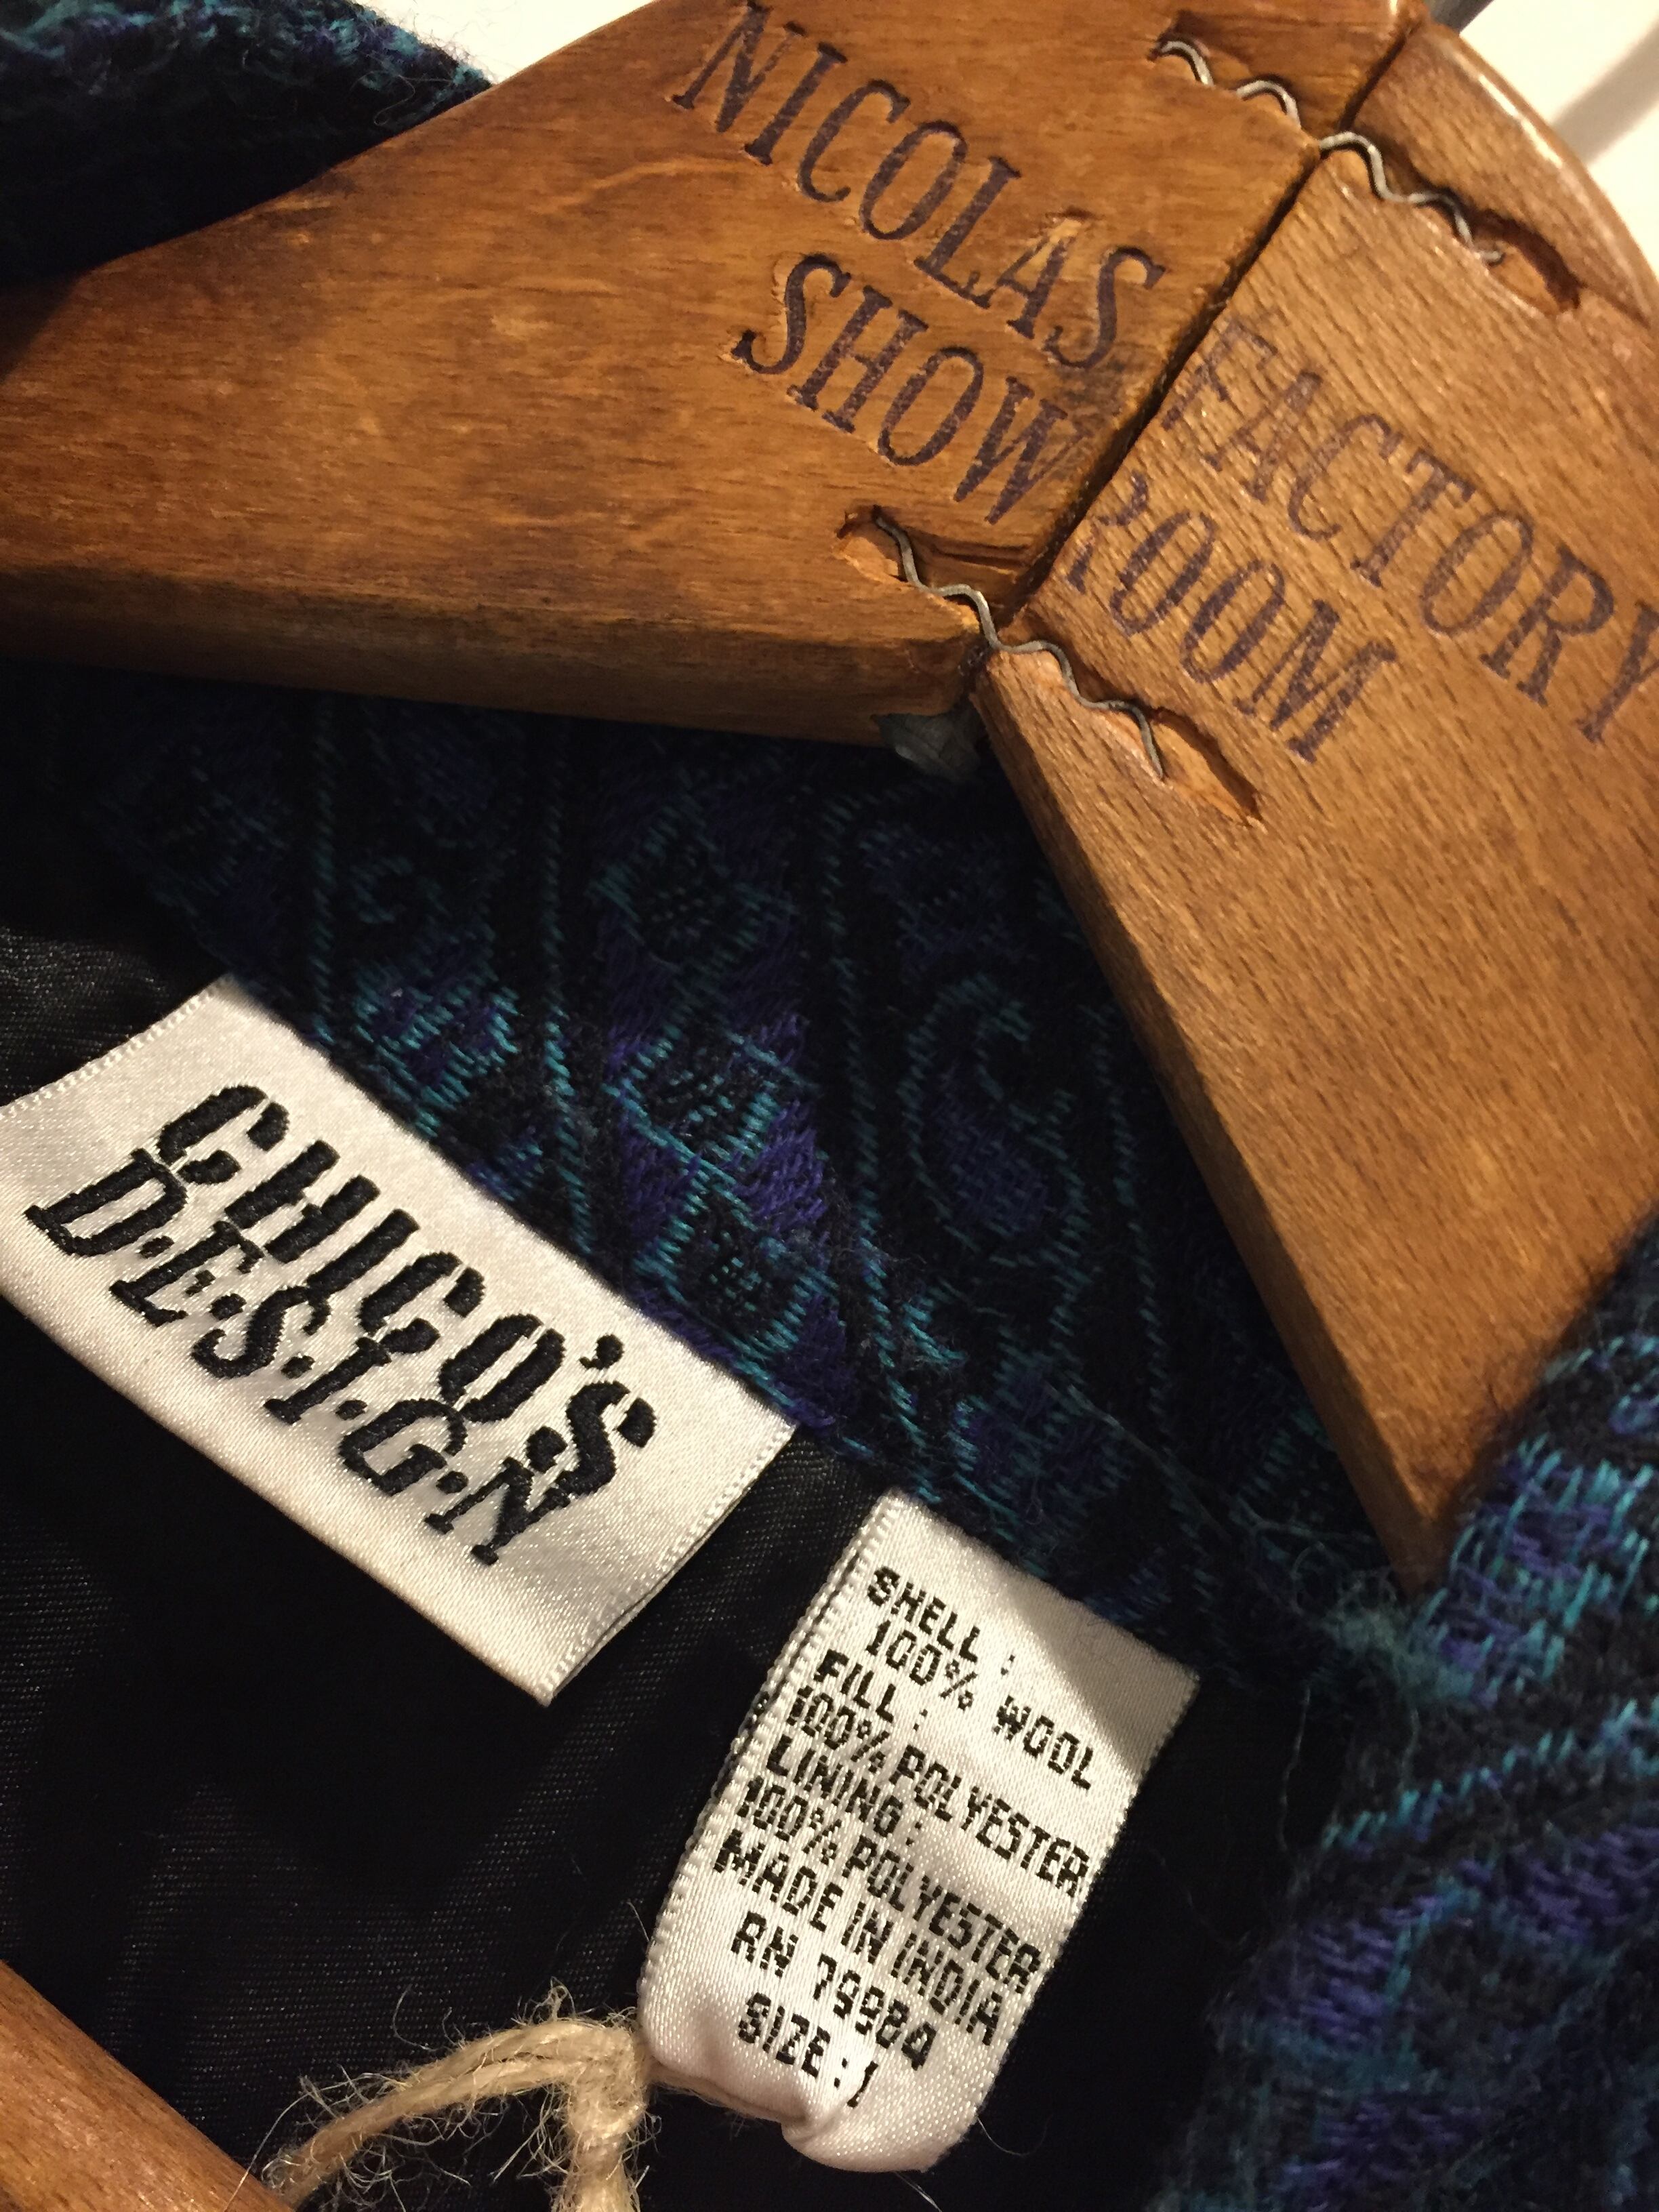 NICOLAS FACTORY
SHOW ROOM
CHICO'S
D·E·S·I·G·N
SHELL :
100% WOOL
FILL :
100% POLYESTER
LINING :
100% POLYESTER
MADE IN INDIA
RN 79984
SIZE : 1